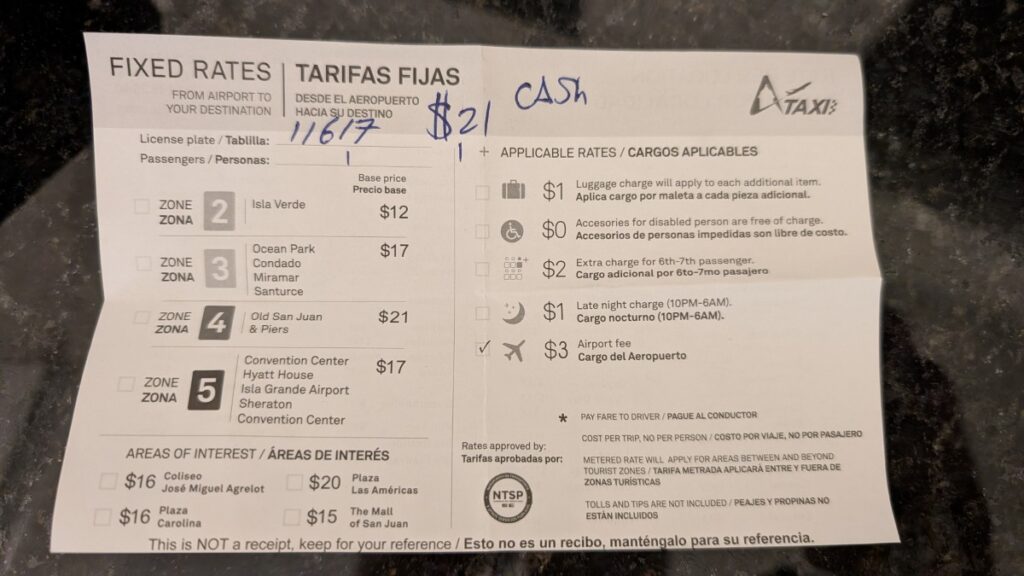 FIXED RATES
FROM AIRPORT TO
YOUR DESTINATION
TARIFAS FIJAS
DESDE EL AEROPUERTO
HACIA SU DESTINO
$21
CASH
ATAXI
License plate / Tablilla: 11617
Passengers / Personas: 1
Base price
Precio base
ZONE
ZONA
2
Isla Verde
$12
ZONE
ZONA
3
Ocean Park
Condado
Miramar
Santurce
$17
ZONE
ZONA
4
Old San Juan
& Piers
$21
ZONE
ZONA
5
Convention Center
Hyatt House
Isla Grande Airport
Sheraton
Convention Center
$17
AREAS OF INTEREST / ÁREAS DE INTERÉS
$16
Coliseo
José Miguel Agrelot
$20
Plaza
Las Américas
$16
Plaza
Carolina
$15
The Mall
of San Juan
1
+ APPLICABLE RATES / CARGOS APLICABLES
$1
Luggage charge will apply to each additional item.
Aplica cargo por maleta a cada pieza adicional.
$0
Accesories for disabled person are free of charge.
Accesorios de personas impedidas son libre de costo.
$2
Extra charge for 6th-7th passenger.
Cargo adicional por 6to-7mo pasajero
$1
Late night charge (10PM-6AM).
Cargo nocturno (10PM-6AM).
✓
$3
Airport fee
Cargo del Aeropuerto
* PAY FARE TO DRIVER / PAGUE AL CONDUCTOR
COST PER TRIP, NO PER PERSON / COSTO POR VIAJE, NO POR PASAJERO
METERED RATE WILL APPLY FOR AREAS BETWEEN AND BEYOND
TOURIST ZONES / TARIFA METRADA APLICARÁ ENTRE Y FUERA DE
ZONAS TURÍSTICAS
TOLLS AND TIPS ARE NOT INCLUDED / PEAJES Y PROPINAS NO
ESTÁN INCLUIDOS
Rates approved by:
Tarifas aprobadas por:
NTSP
This is NOT a receipt, keep for your reference / Esto no es un recibo, manténgalo para su referencia.